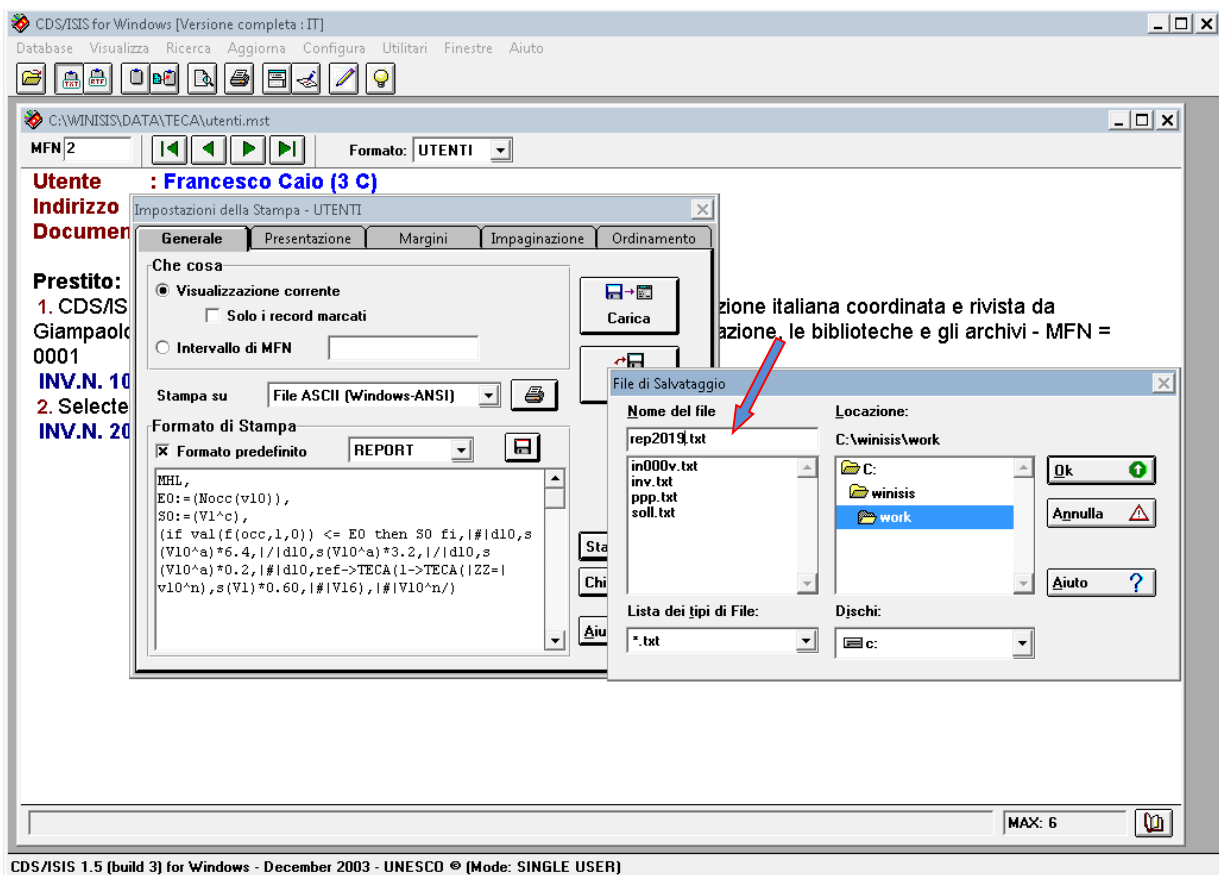 CDS/ISIS for Windows [Versione completa : IT]
Database Visualizza Ricerca Aggiorna Configura Utilitari Finestre Aiuto
TXT RTF
C:\WINISIS\DATA\TECA\utenti.mst
MFN 2 Formato: UTENTI
Utente : Francesco Caio (3 C)
Indirizzo
Documen
Prestito:
1. CDS/IS zione italiana coordinata e rivista da
Giampaolo azione, le biblioteche e gli archivi - MFN =
0001
INV.N. 10
2. Selecte
INV.N. 20
Impostazioni della Stampa - UTENTI
Generale Presentazione Margini Impaginazione Ordinamento
Che cosa
Visualizzazione corrente
Solo i record marcati
Intervallo di MFN
Carica
Stampa su File ASCII (Windows-ANSI)
Formato di Stampa
Formato predefinito REPORT
MHL,
E0:=(Nocc(v10)),
S0:=(V1^c),
(if val(f(occ,1,0)) <= E0 then S0 fi,|#|d10,s
(V10^a)*6.4,|/|d10,s(V10^a)*3.2,|/|d10,s
(V10^a)*0.2,|#|d10,ref->TECA(l->TECA(|ZZ=|
v10^n),s(V1)*0.60,|#|V16),|#|V10^n/)
Sta
Chi
Aiu
File di Salvataggio
Nome del file
rep2019.txt
in000v.txt
inv.txt
ppp.txt
soll.txt
Lista dei tipi di File:
*.txt
Locazione:
C:\winisis\work
C:
winisis
work
Dischi:
c:
Ok
Annulla
Aiuto ?
MAX: 6
CDS/ISIS 1.5 (build 3) for Windows - December 2003 - UNESCO © (Mode: SINGLE USER)